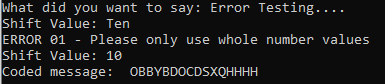 What did you want to say: Error Testing....
Shift Value: Ten
ERROR 01 - Please only use whole number values
Shift Value: 10
Coded message:  OBBYBDOCDSXQHHHH